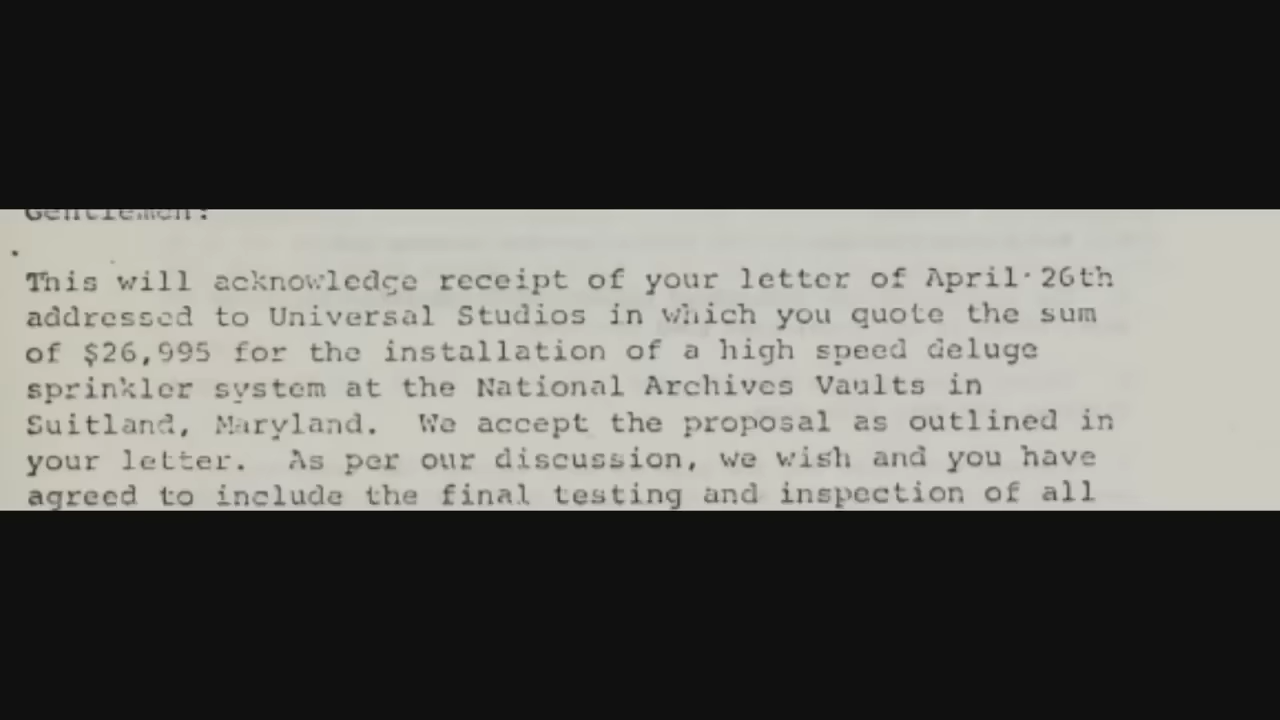 Gentlemen:
This will acknowledge receipt of your letter of April 26th
addressed to Universal Studios in which you quote the sum
of $26,995 for the installation of a high speed deluge
sprinkler system at the National Archives Vaults in
Suitland, Maryland.  We accept the proposal as outlined in
your letter.  As per our discussion, we wish and you have
agreed to include the final testing and inspection of all